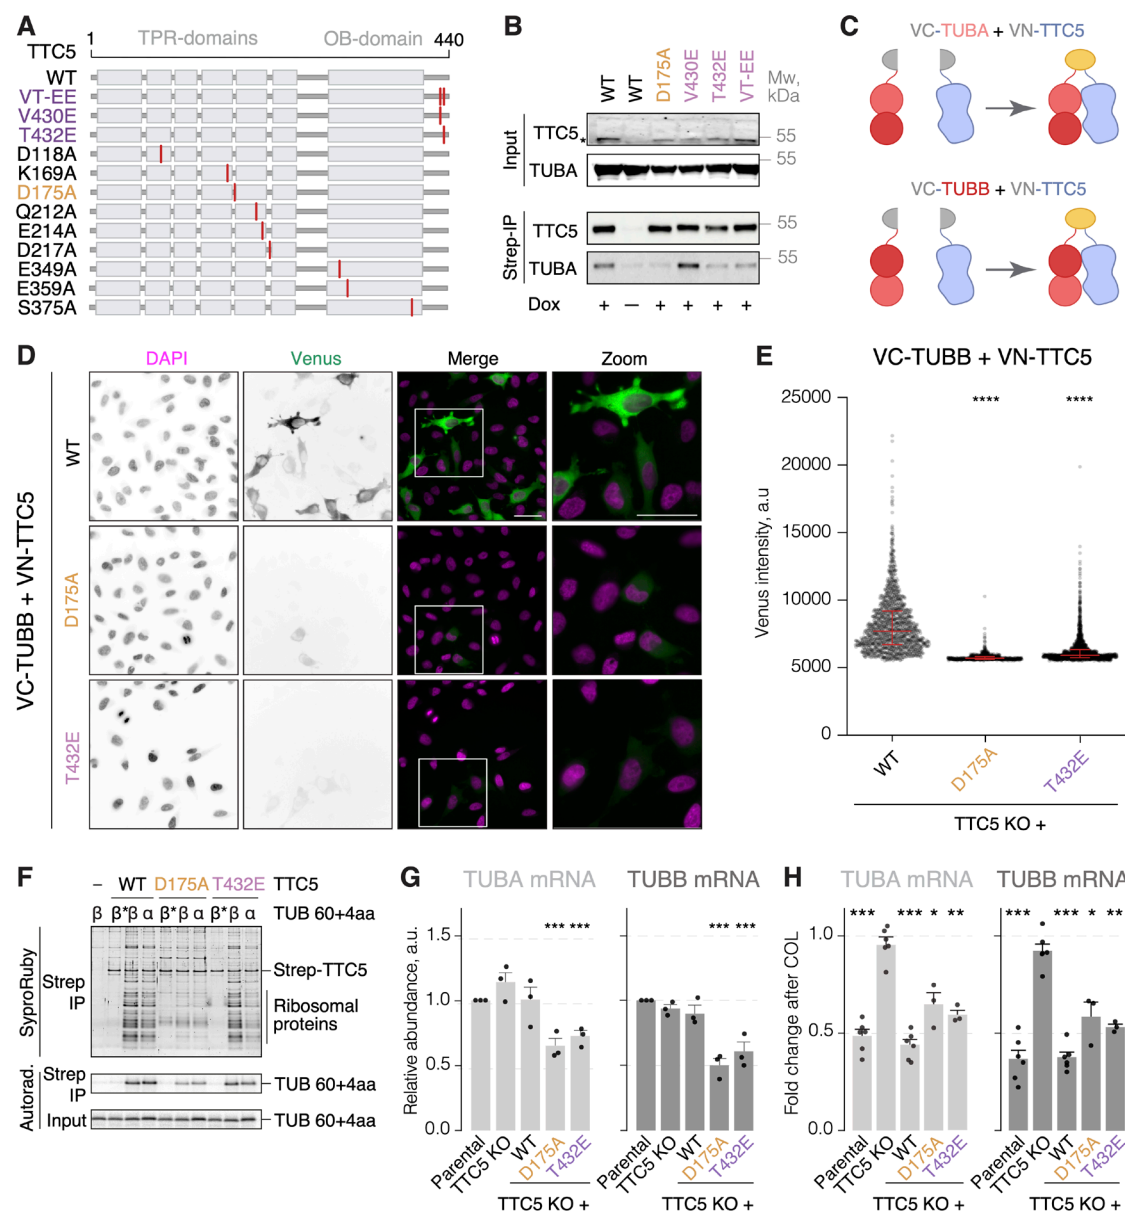 A
1 TPR-domains OB-domain 440
TTC5
WT
VT-EE
V430E
T432E
D118A
K169A
D175A
Q212A
E214A
D217A
E349A
E359A
S375A
B
WT WT D175A V430E T432E VT-EE Mw, kDa
Input
TTC5 * 55
TUBA 55
Strep-IP
TTC5 55
TUBA 55
Dox + – + + + +
C
VC-TUBA + VN-TTC5
VC-TUBB + VN-TTC5
D
DAPI Venus Merge Zoom
VC-TUBB + VN-TTC5
WT
D175A
T432E
E
VC-TUBB + VN-TTC5
Venus intensity, a.u
25000
20000
15000
10000
5000
0
**** ****
WT D175A T432E
TTC5 KO +
F
– WT D175A T432E TTC5
β β* β α β* β α β* β α TUB 60+4aa
SyproRuby
Strep IP
Strep-TTC5
Ribosomal proteins
Autorad.
Strep IP TUB 60+4aa
Input TUB 60+4aa
G
TUBA mRNA TUBB mRNA
Relative abundance, a.u.
1.5
1.0
0.5
0.0
*** *** *** ***
Parental TTC5 KO WT D175A T432E
TTC5 KO +
Parental TTC5 KO WT D175A T432E
TTC5 KO +
H
TUBA mRNA TUBB mRNA
Fold change after COL
1.0
0.5
0.0
*** *** * ** *** *** * **
Parental TTC5 KO WT D175A T432E
TTC5 KO +
Parental TTC5 KO WT D175A T432E
TTC5 KO +